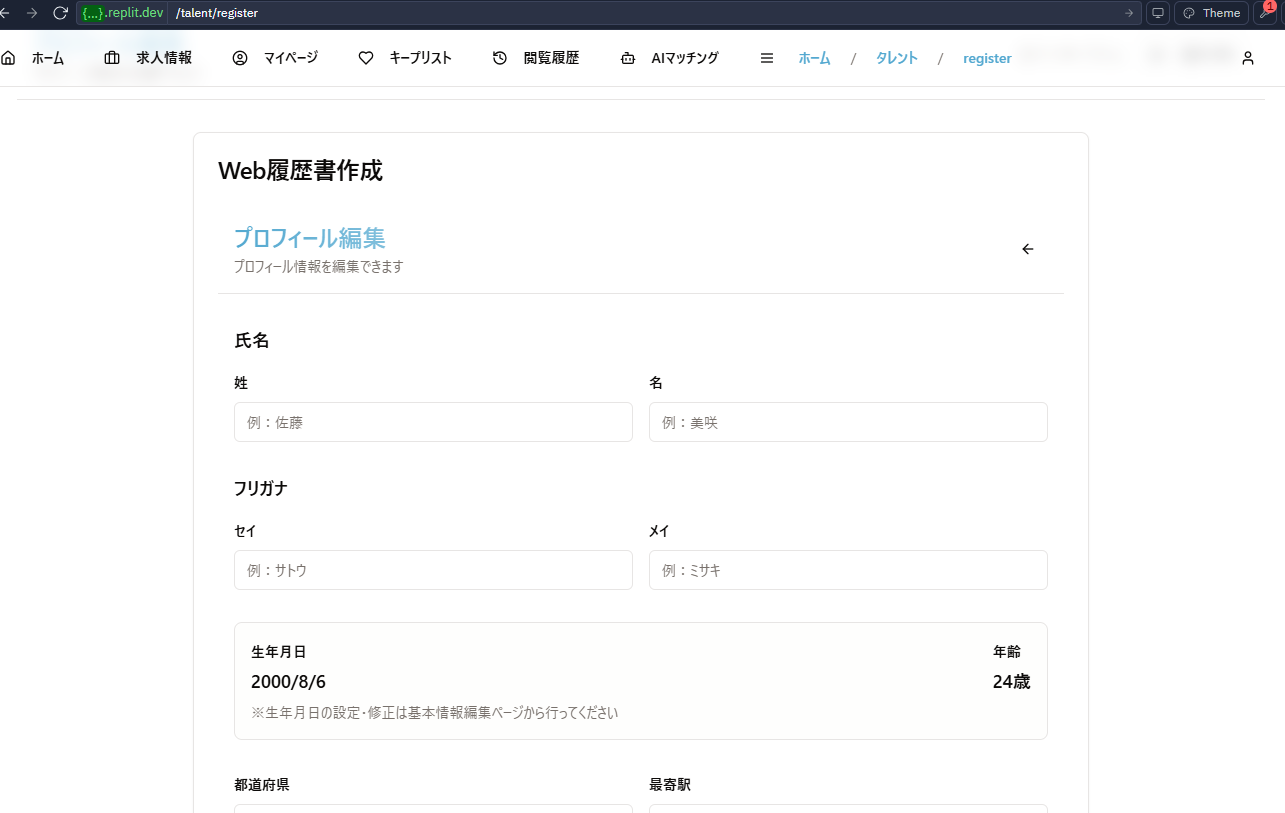 {...}.replit.dev /talent/register Theme 1
ホーム 求人情報 マイページ キープリスト 閲覧履歴 AIマッチング ホーム / タレント / register
Web履歴書作成
プロフィール編集
プロフィール情報を編集できます
氏名
姓 名
例：佐藤 例：美咲
フリガナ
セイ メイ
例：サトウ 例：ミサキ
生年月日 年齢
2000/8/6 24歳
※生年月日の設定・修正は基本情報編集ページから行ってください
都道府県 最寄駅